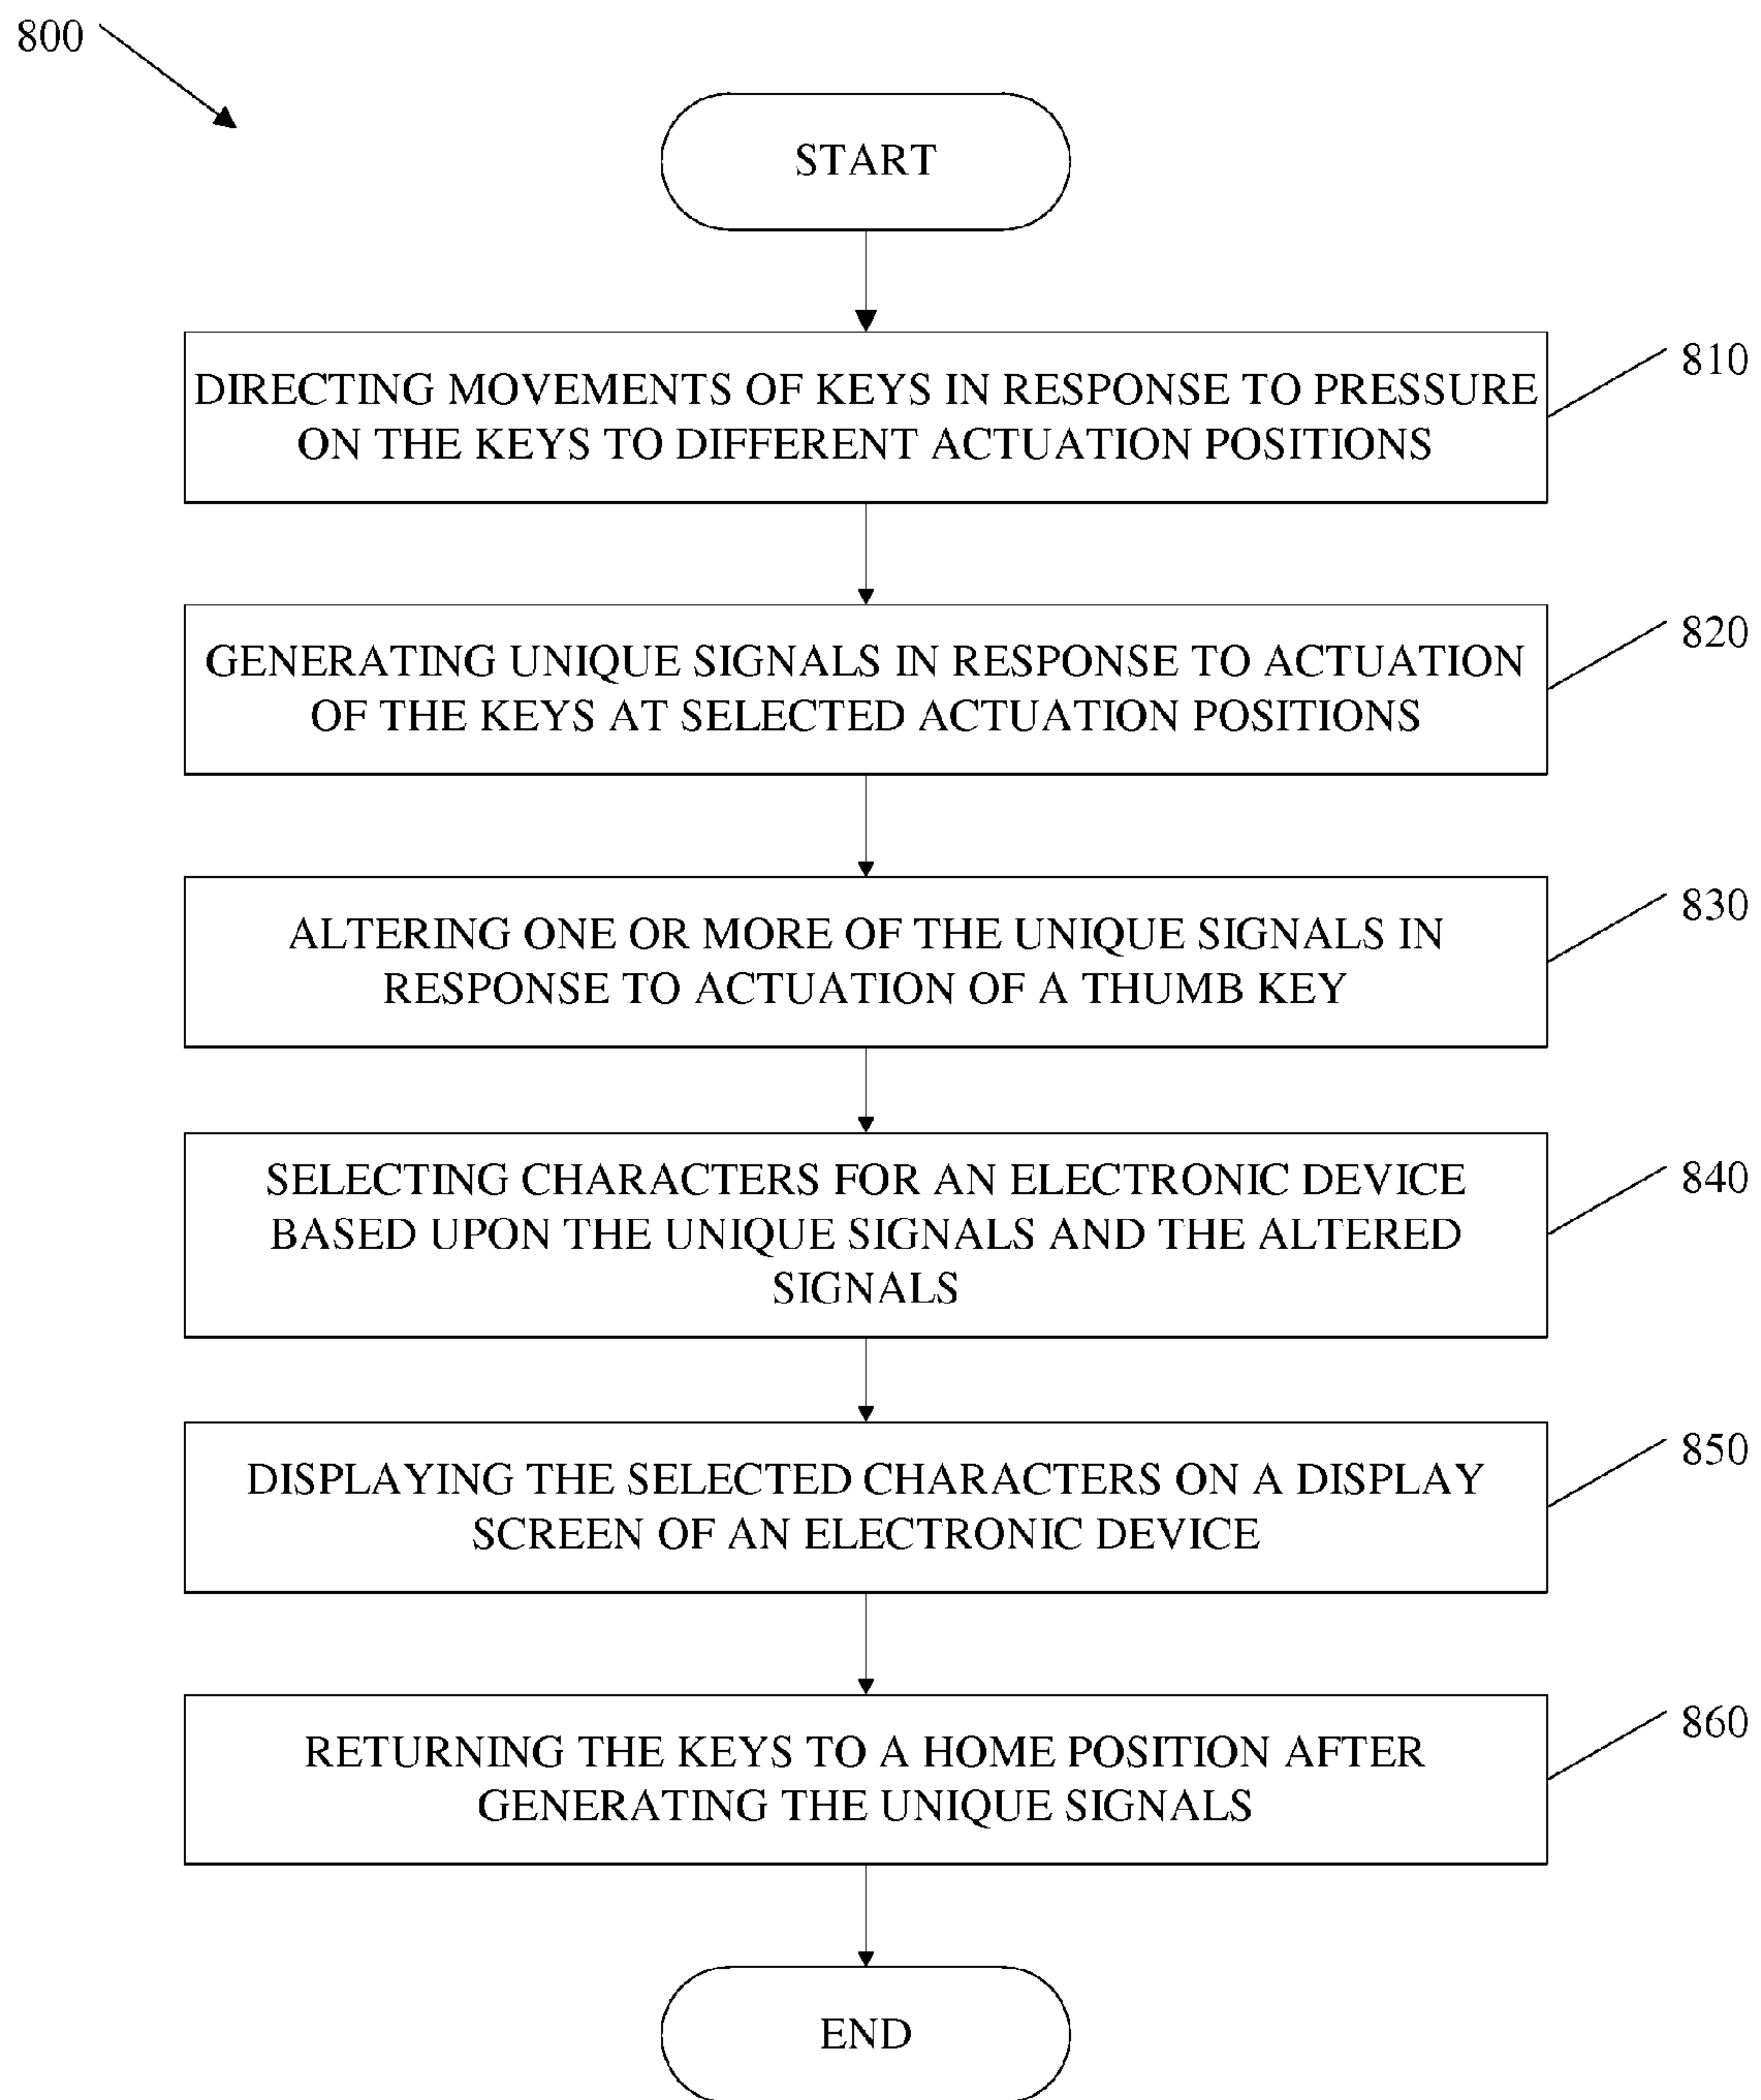 800
START
DIRECTING MOVEMENTS OF KEYS IN RESPONSE TO PRESSURE
ON THE KEYS TO DIFFERENT ACTUATION POSITIONS
810
GENERATING UNIQUE SIGNALS IN RESPONSE TO ACTUATION
OF THE KEYS AT SELECTED ACTUATION POSITIONS
820
ALTERING ONE OR MORE OF THE UNIQUE SIGNALS IN
RESPONSE TO ACTUATION OF A THUMB KEY
830
SELECTING CHARACTERS FOR AN ELECTRONIC DEVICE
BASED UPON THE UNIQUE SIGNALS AND THE ALTERED
SIGNALS
840
DISPLAYING THE SELECTED CHARACTERS ON A DISPLAY
SCREEN OF AN ELECTRONIC DEVICE
850
RETURNING THE KEYS TO A HOME POSITION AFTER
GENERATING THE UNIQUE SIGNALS
860
END